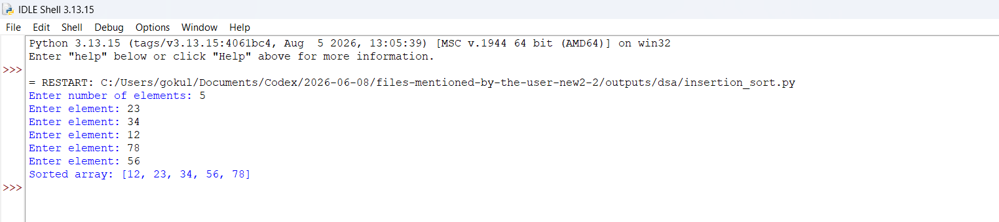 IDLE Shell 3.13.15
File Edit Shell Debug Options Window Help
Python 3.13.15 (tags/v3.13.15:4061bc4, Aug  5 2026, 13:05:39) [MSC v.1944 64 bit (AMD64)] on win32
Enter "help" below or click "Help" above for more information.
>>>
= RESTART: C:/Users/gokul/Documents/Codex/2026-06-08/files-mentioned-by-the-user-new2-2/outputs/dsa/insertion_sort.py
Enter number of elements: 5
Enter element: 23
Enter element: 34
Enter element: 12
Enter element: 78
Enter element: 56
Sorted array: [12, 23, 34, 56, 78]
>>>